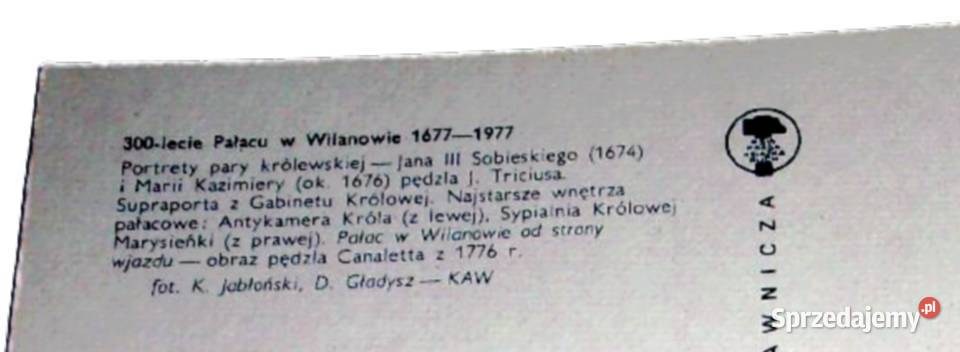 300-lecie Pałacu w Wilanowie 1677—1977
Portrety pary królewskiej — Jana III Sobieskiego (1674)
i Marii Kazimiery (ok. 1676) pędzla J. Triciusa.
Supraporta z Gabinetu Królowej. Najstarsze wnętrza
pałacowe: Antykamera Króla (z lewej), Sypialnia Królowej
Marysieńki (z prawej). Pałac w Wilanowie od strony
wjazdu — obraz pędzla Canaletta z 1776 r.
fot. K. Jabłoński, D. Gładysz — KAW
AWNICZA
Sprzedajemy.pl